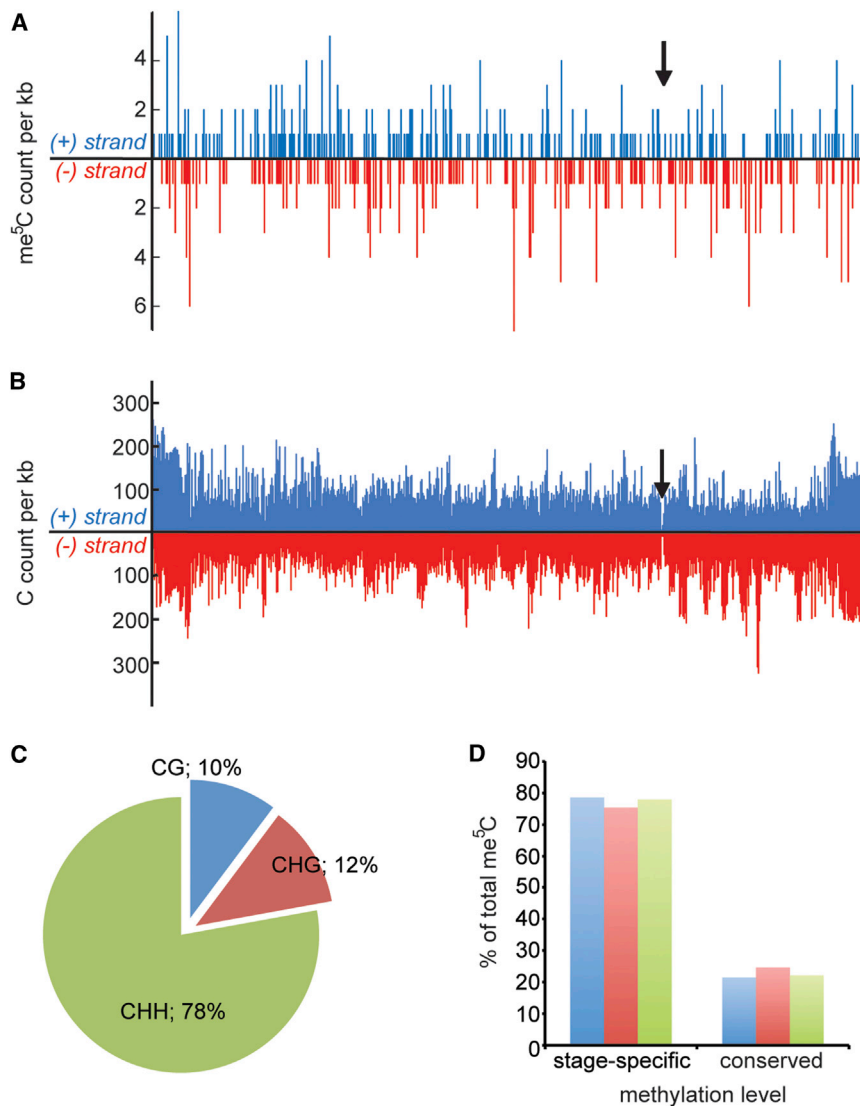 A
me⁵C count per kb
4
2
(+) strand
(-) strand
2
4
6
B
C count per kb
300
200
100
(+) strand
(-) strand
100
200
300
C
CG; 10%
CHG; 12%
CHH; 78%
D
% of total me⁵C
90
80
70
60
50
40
30
20
10
0
stage-specific conserved
methylation level